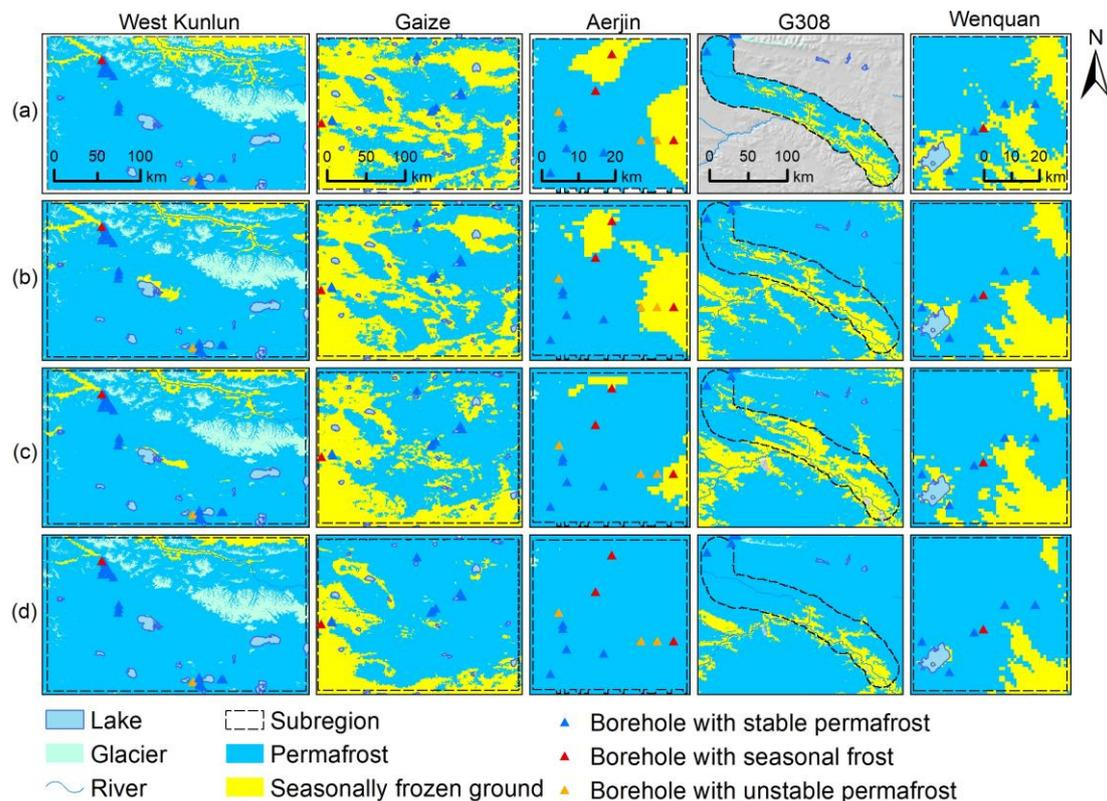 West Kunlun Gaize Aerjin G308 Wenquan
N
(a)
0 50 100 km
0 50 100 km
0 10 20 km
0 50 100 km
0 10 20 km
(b)
(c)
(d)
Lake Subregion Borehole with stable permafrost
Glacier Permafrost Borehole with seasonal frost
River Seasonally frozen ground Borehole with unstable permafrost